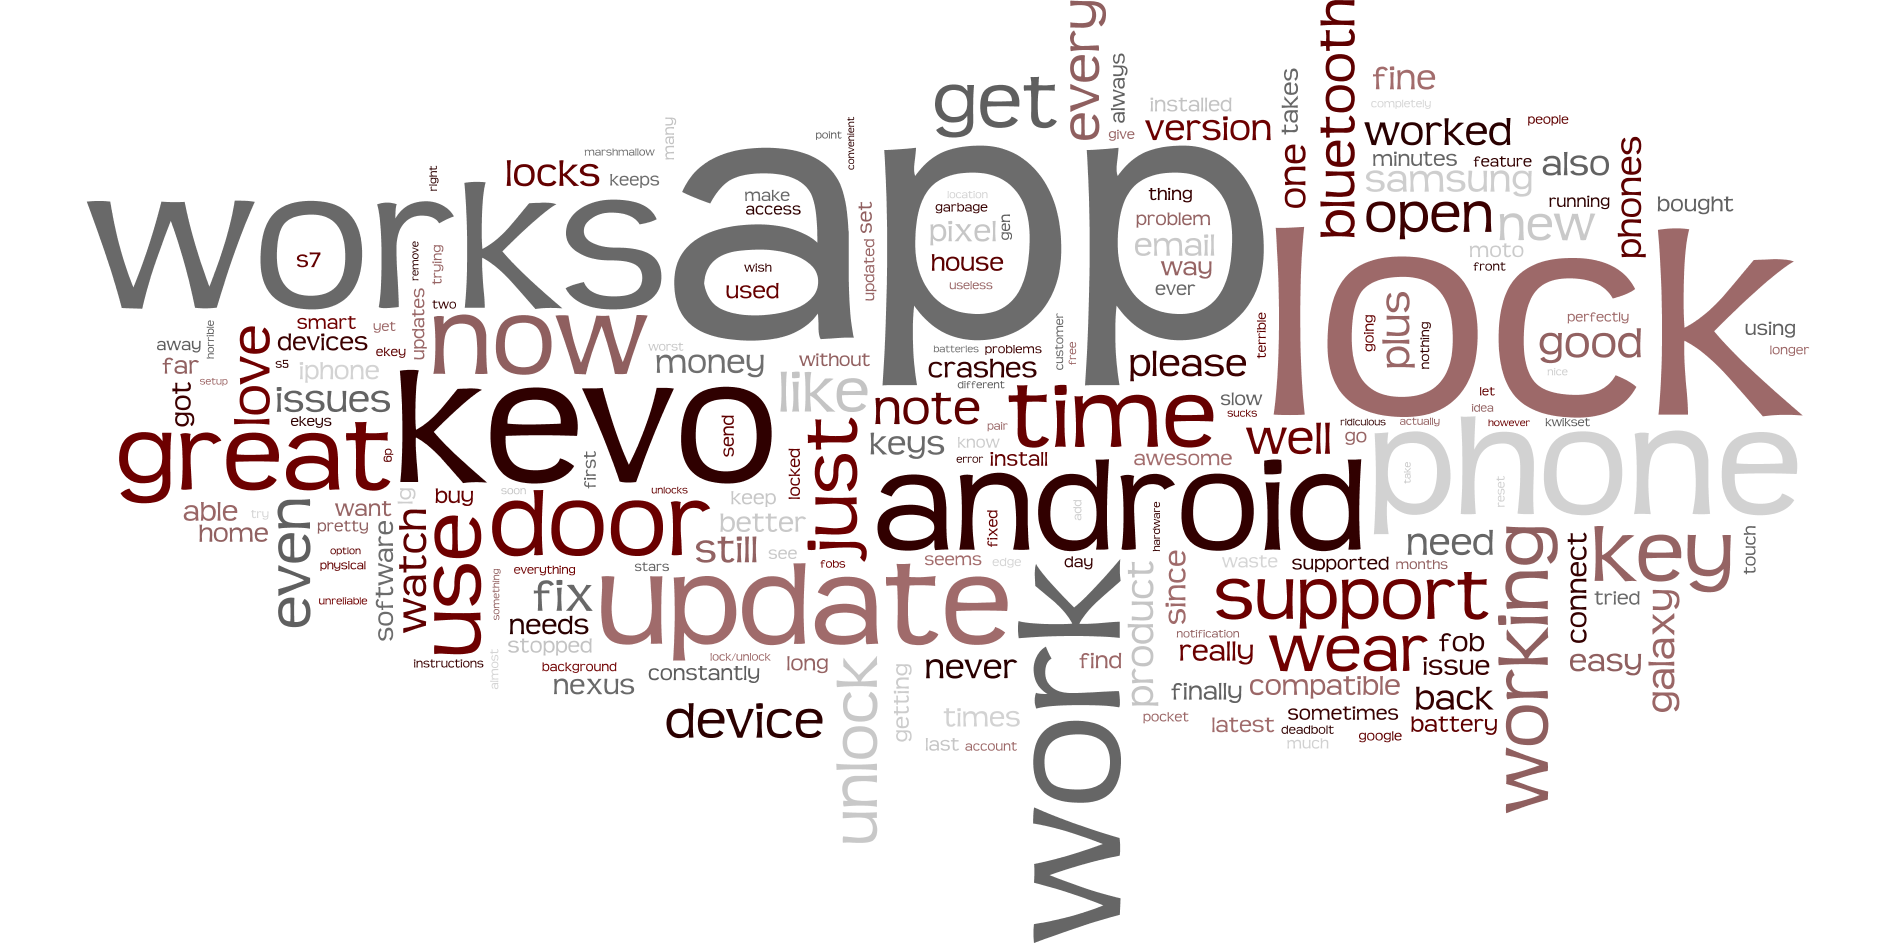 every
bluetooth
get
always
one
takes
fine
completely
installed
version
give
worked
people
point
convenient
many
marshmallow
right
locks
keeps
minutes
feature
also
phones
samsung
running
bought
open
new
moto
front
works
app
lock
s7
make
access
wish
used
set
updated
location
garbage
pixel
gen
house
useless
thing
problem
email
way
ever
remove
trying
two
updates
now
horrible
away
far
setup
got
love
smart
devices
yet
ekey
s5
iphone
issues
ekeys
worst
money
without
batteries
problems
crashes
different
customer
free
please
terrible
going
plus
nothing
perfectly
good
nice
using
longer
great
6p
kevo
send
like
note
pair
keys
know
error
install
time
slow
sucks
well
awesome
ridiculous
go
actually
let
idea
however
kwikset
phone
take
reset
android
add
fixed
hardware
first
locked
just
buy
soon
unlocks
keep
better
see
still
door
lg
want
pretty
able
try
home
even
option
physical
unreliable
software
watch
use
instructions
something
almost
everything
stars
fobs
fix
needs
stopped
background
nexus
constantly
lock/unlock
long
update
seems
edge
day
work
never
find
device
unlock
getting
times
last
account
product
since
notification
really
finally
pocket
latest
waste
supported
months
support
wear
compatible
sometimes
deadbolt
much
google
need
fob
issue
back
battery
working
connect
key
tried
touch
galaxy
easy